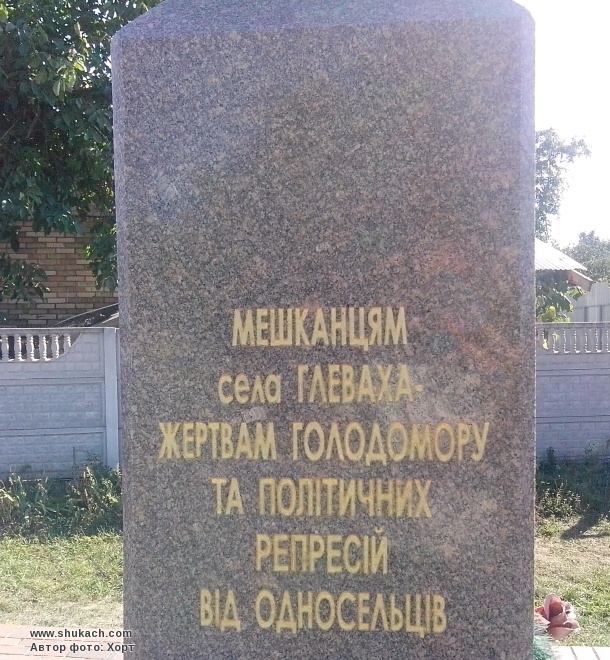 МЕШКАНЦЯМ
села ГЛЕВАХА-
ЖЕРТВАМ ГОЛОДОМОРУ
ТА ПОЛІТИЧНИХ
РЕПРЕСІЙ
ВІД ОДНОСЕЛЬЦІВ
www.shukach.com
Автор фото: Хорт